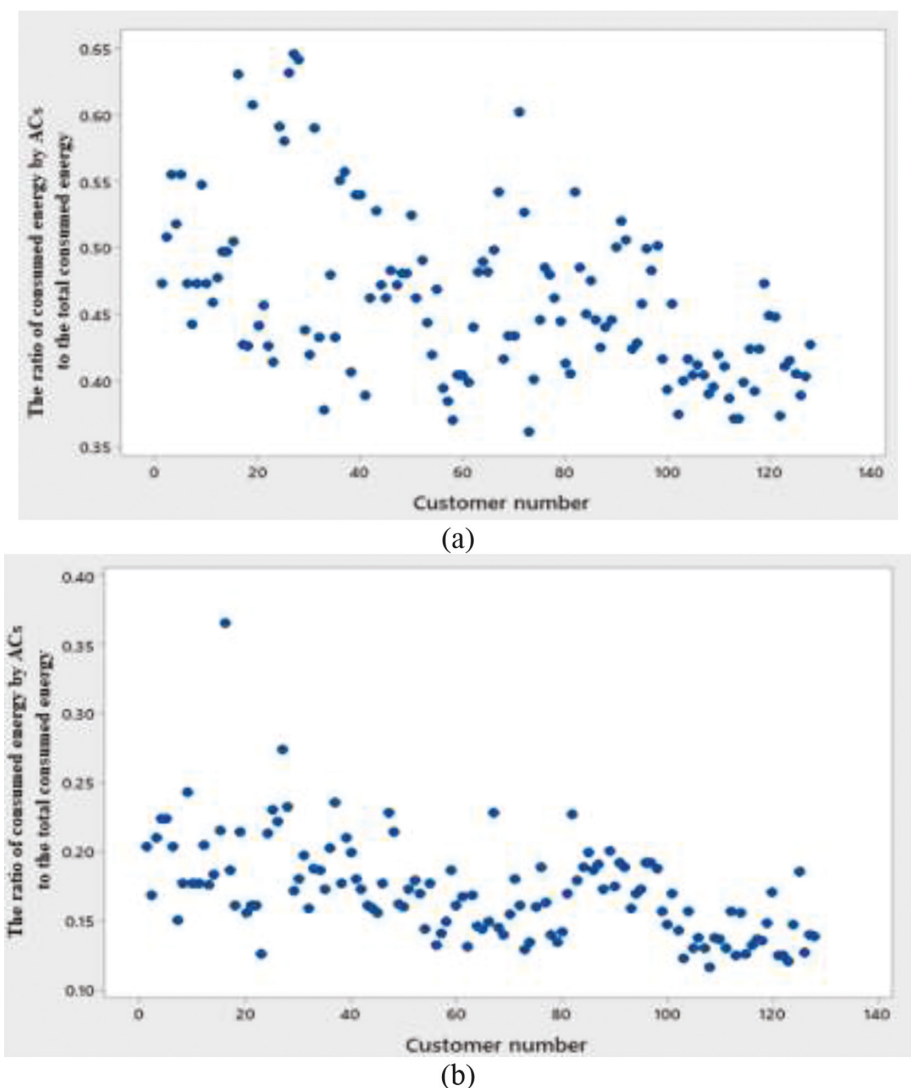 The ratio of consumed energy by ACs
to the total consumed energy
0.65
0.60
0.55
0.50
0.45
0.40
0.35
0 20 40 60 80 100 120 140
Customer number
(a)
The ratio of consumed energy by ACs
to the total consumed energy
0.40
0.35
0.30
0.25
0.20
0.15
0.10
0 20 40 60 80 100 120 140
Customer number
(b)